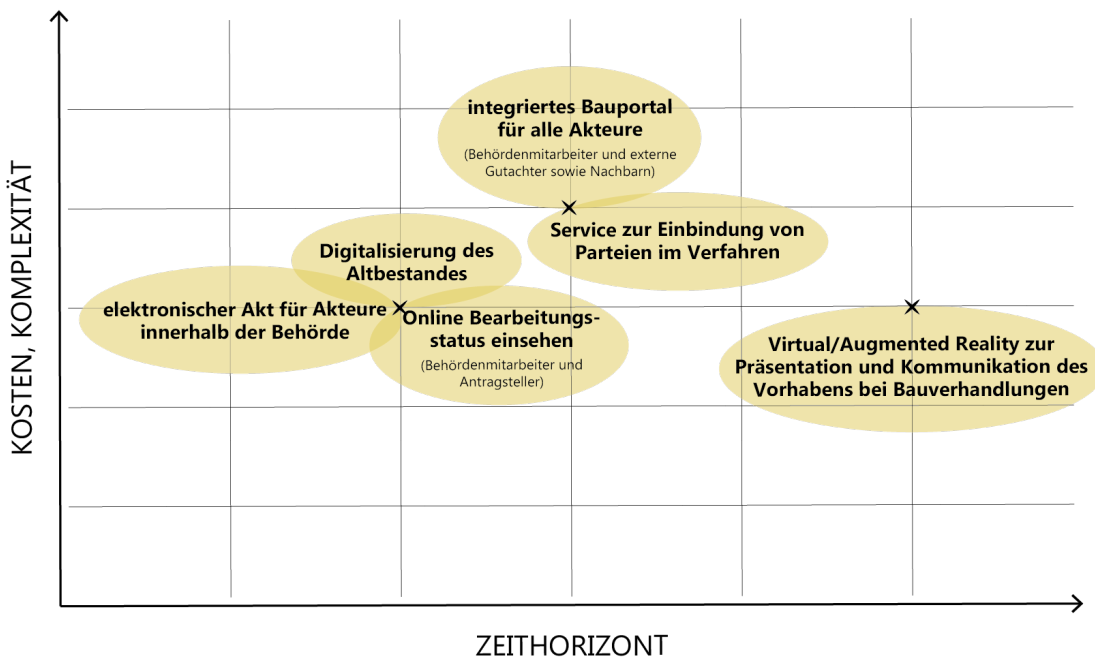 KOSTEN, KOMPLEXITÄT
integriertes Bauportal
für alle Akteure
(Behördenmitarbeiter und externe
Gutachter sowie Nachbarn)
Service zur Einbindung von
Parteien im Verfahren
Digitalisierung des
Altbestandes
elektronischer Akt für Akteure
innerhalb der Behörde
Online Bearbeitungs-
status einsehen
(Behördenmitarbeiter und
Antragsteller)
Virtual/Augmented Reality zur
Präsentation und Kommunikation des
Vorhabens bei Bauverhandlungen
ZEITHORIZONT